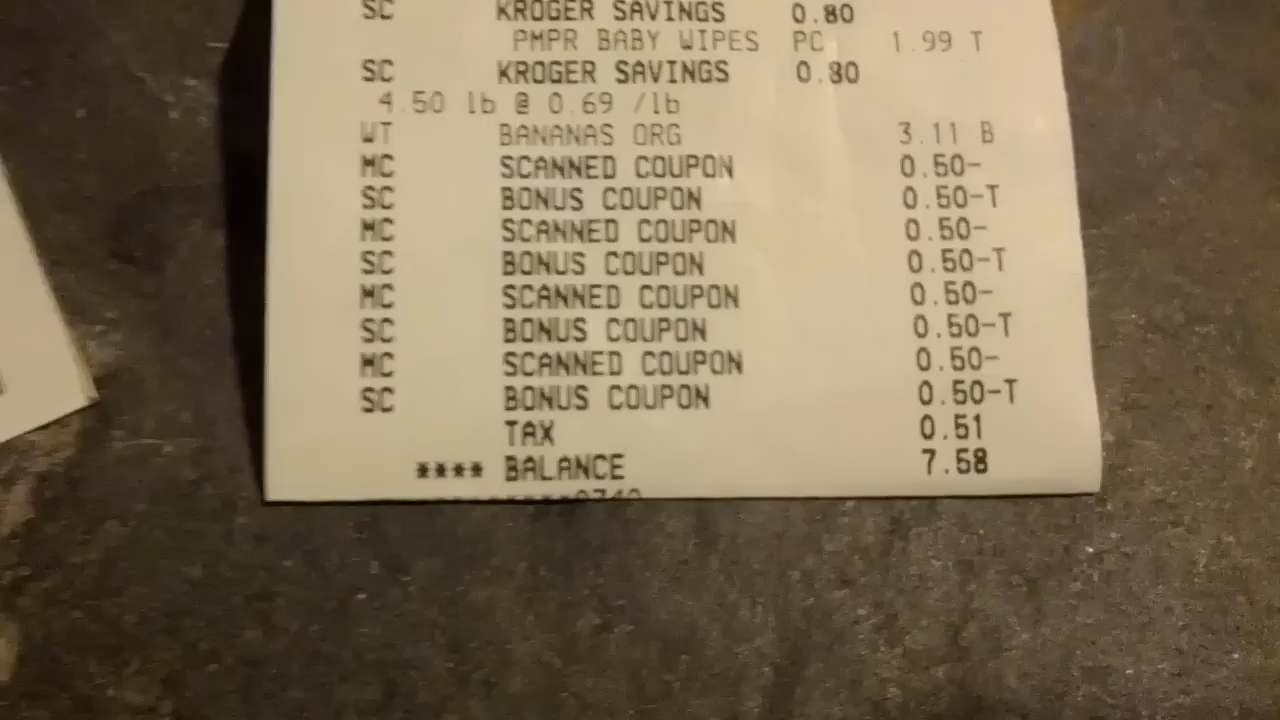 SC KROGER SAVINGS 0.80
PMPR BABY WIPES PC 1.99 T
SC KROGER SAVINGS 0.80
4.50 lb @ 0.69 /lb
WT BANANAS ORG 3.11 B
MC SCANNED COUPON 0.50-
SC BONUS COUPON 0.50-T
MC SCANNED COUPON 0.50-
SC BONUS COUPON 0.50-T
MC SCANNED COUPON 0.50-
SC BONUS COUPON 0.50-T
MC SCANNED COUPON 0.50-
SC BONUS COUPON 0.50-T
TAX 0.51
**** BALANCE 7.58